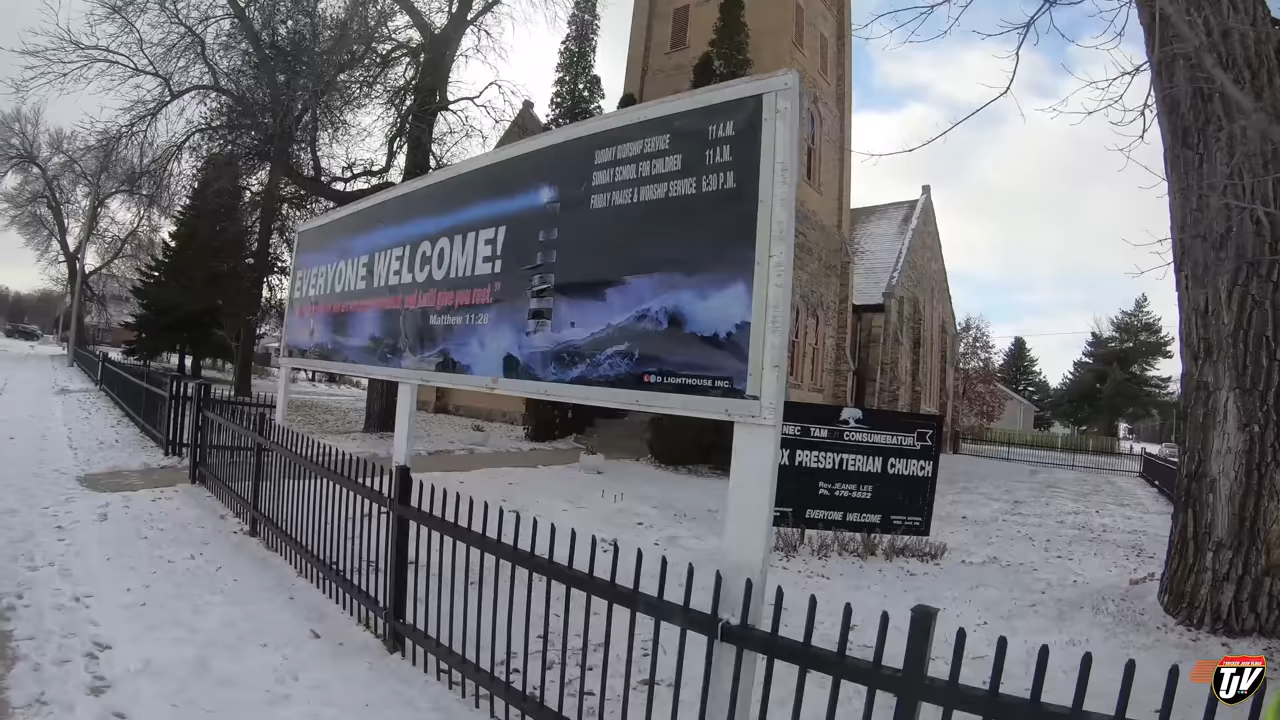 SUNDAY WORSHIP SERVICE 11 A.M.
SUNDAY SCHOOL FOR CHILDREN 11 A.M.
FRIDAY PRAISE & WORSHIP SERVICE 6:30 P.M.
EVERYONE WELCOME!
and I will give you rest."
Matthew 11:28
D LIGHTHOUSE INC.
NEC TAMEN CONSUMEBATUR
OX PRESBYTERIAN CHURCH
Rev. JEANIE LEE
Ph. 476-5522
EVERYONE WELCOME
TJV